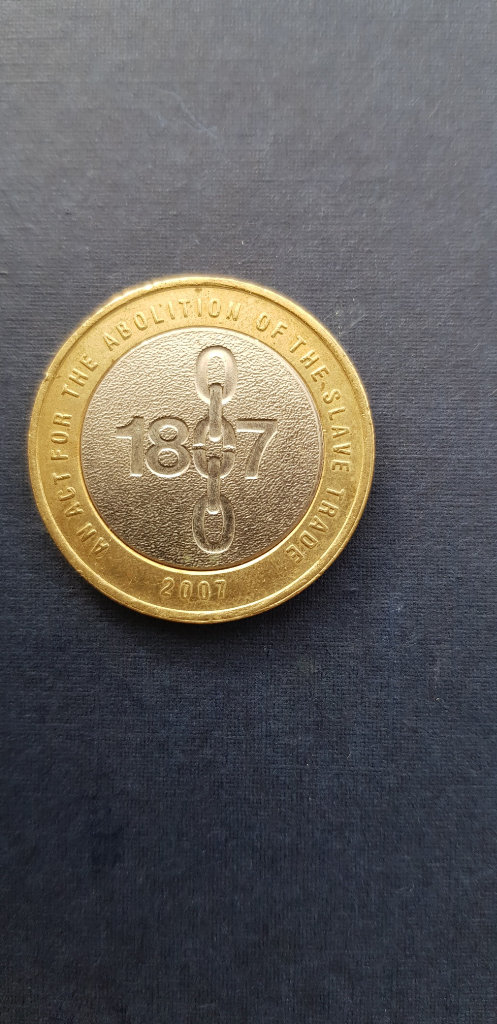 AN ACT FOR THE ABOLITION OF THE SLAVE TRADE
1807
2007